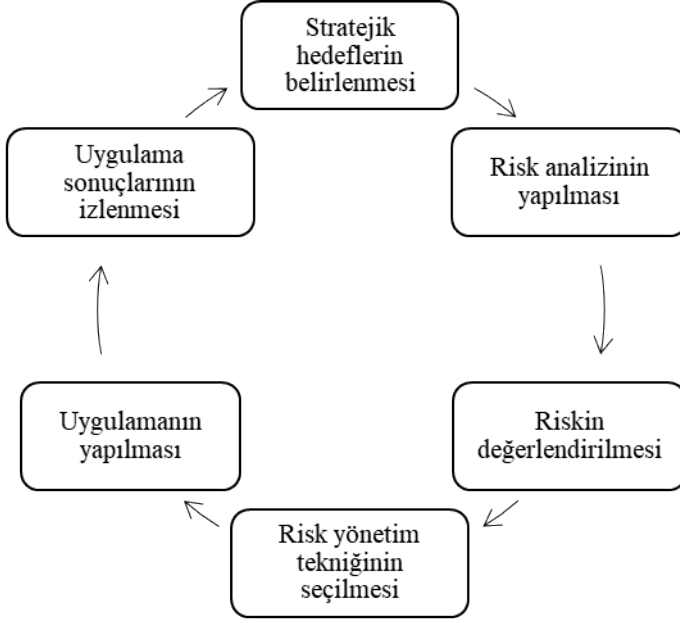 Stratejik
hedeflerin
belirlenmesi
Risk analizinin
yapılması
Riskin
değerlendirilmesi
Risk yönetim
tekniğinin
seçilmesi
Uygulamanın
yapılması
Uygulama
sonuçlarının
izlenmesi